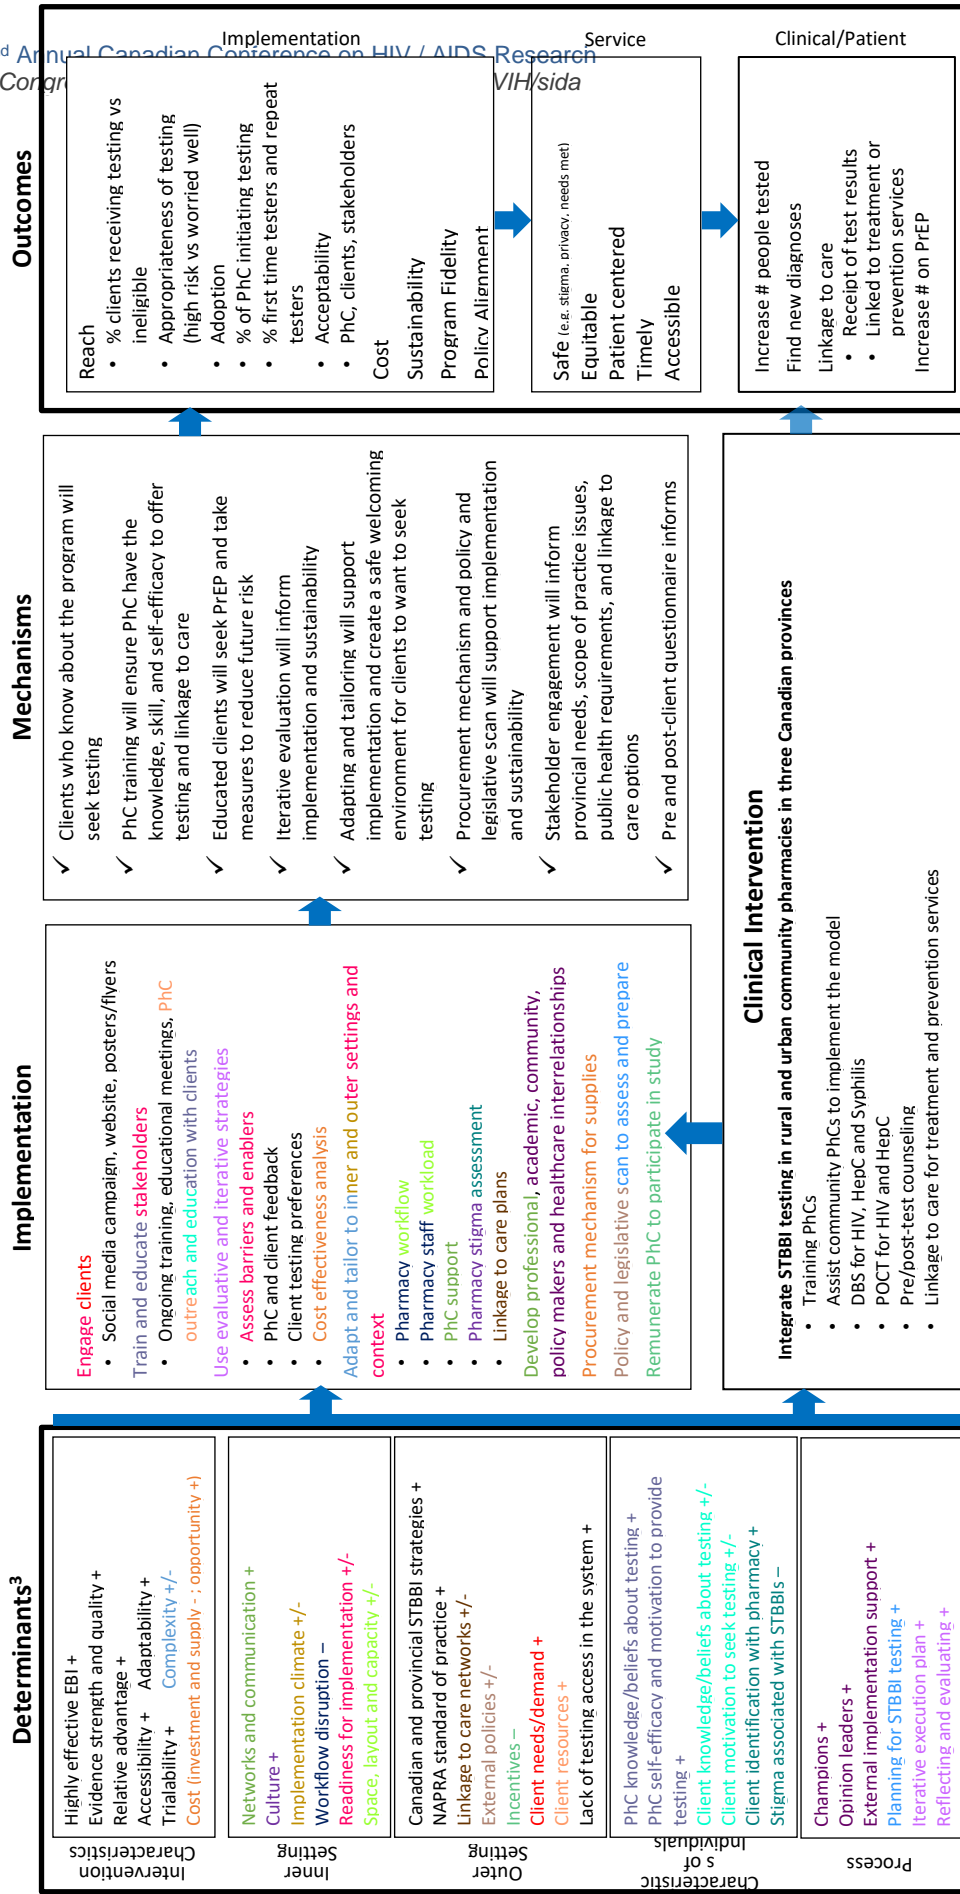 d Annual Canadian Conference on HIV / AIDS Research
Congr
VIH/sida
Determinants³
Intervention
Characteristics
Highly effective EBI +
Evidence strength and quality +
Relative advantage +
Accessibility + Adaptability +
Trialability + Complexity +/-
Cost (investment and supply - ; opportunity +)
Inner
Setting
Networks and communication +
Culture +
Implementation climate +/-
Workflow disruption –
Readiness for implementation +/-
Space, layout and capacity +/-
Outer
Setting
Canadian and provincial STBBI strategies +
NAPRA standard of practice +
Linkage to care networks +/-
External policies +/-
Incentives –
Client needs/demand +
Client resources +
Lack of testing access in the system +
Characteristic
s of
Individuals
PhC knowledge/beliefs about testing +
PhC self-efficacy and motivation to provide
testing +
Client knowledge/beliefs about testing +/-
Client motivation to seek testing +/-
Client identification with pharmacy +
Stigma associated with STBBIs –
Process
Champions +
Opinion leaders +
External implementation support +
Planning for STBBI testing +
Iterative execution plan +
Reflecting and evaluating +
Implementation
Engage clients
• Social media campaign, website, posters/flyers
Train and educate stakeholders
• Ongoing training, educational meetings, PhC
outreach and education with clients
Use evaluative and iterative strategies
• Assess barriers and enablers
• PhC and client feedback
• Client testing preferences
• Cost effectiveness analysis
Adapt and tailor to inner and outer settings and
context
• Pharmacy workflow
• Pharmacy staff workload
• PhC support
• Pharmacy stigma assessment
• Linkage to care plans
Develop professional, academic, community,
policy makers and healthcare interrelationships
Procurement mechanism for supplies
Policy and legislative scan to assess and prepare
Remunerate PhC to participate in study
Clinical Intervention
Integrate STBBI testing in rural and urban community pharmacies in three Canadian provinces
• Training PhCs
• Assist community PhCs to implement the model
• DBS for HIV, HepC and Syphilis
• POCT for HIV and HepC
• Pre/post-test counseling
• Linkage to care for treatment and prevention services
Mechanisms
✓ Clients who know about the program will
seek testing
✓ PhC training will ensure PhC have the
knowledge, skill, and self-efficacy to offer
testing and linkage to care
✓ Educated clients will seek PrEP and take
measures to reduce future risk
✓ Iterative evaluation will inform
implementation and sustainability
✓ Adapting and tailoring will support
implementation and create a safe welcoming
environment for clients to want to seek
testing
✓ Procurement mechanism and policy and
legislative scan will support implementation
and sustainability
✓ Stakeholder engagement will inform
provincial needs, scope of practice issues,
public health requirements, and linkage to
care options
✓ Pre and post-client questionnaire informs
Outcomes
Implementation
Reach
• % clients receiving testing vs
ineligible
• Appropriateness of testing
(high risk vs worried well)
• Adoption
• % of PhC initiating testing
• % first time testers and repeat
testers
• Acceptability
• PhC, clients, stakeholders
Cost
Sustainability
Program Fidelity
Policy Alignment
Service
Safe (e.g. stigma, privacy, needs met)
Equitable
Patient centered
Timely
Accessible
Clinical/Patient
Increase # people tested
Find new diagnoses
Linkage to care
• Receipt of test results
• Linked to treatment or
prevention services
Increase # on PrEP